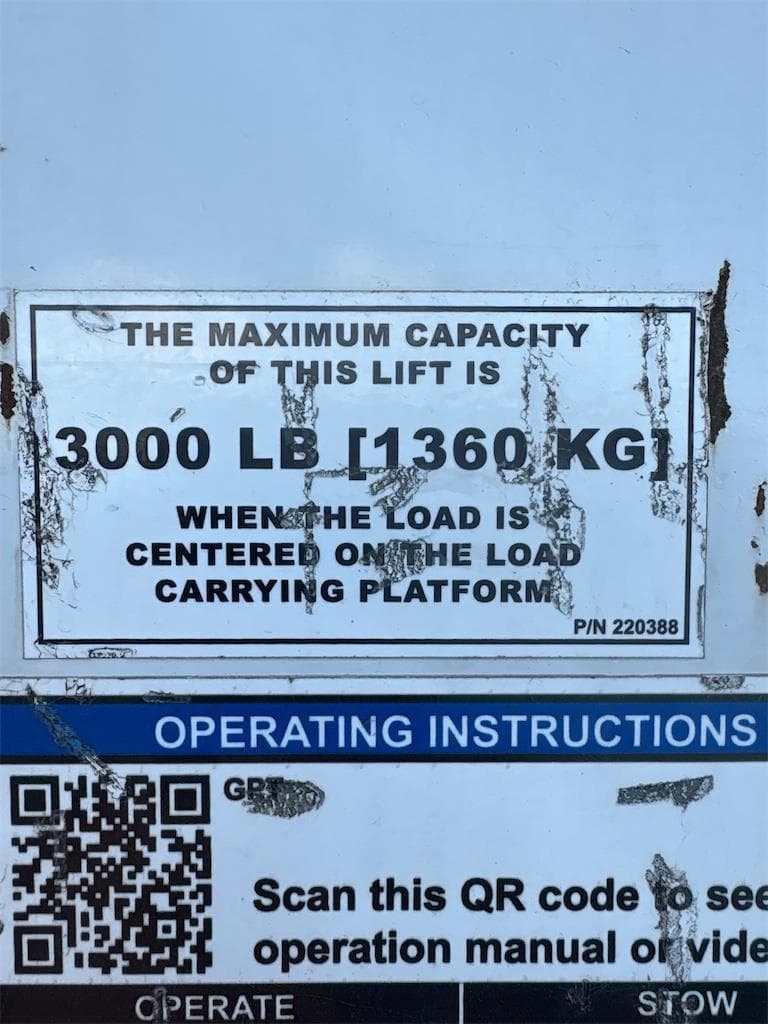 THE MAXIMUM CAPACITY
OF THIS LIFT IS
3000 LB [1360 KG]
WHEN THE LOAD IS
CENTERED ON THE LOAD
CARRYING PLATFORM
P/N 220388
OPERATING INSTRUCTIONS
Scan this QR code to see
operation manual or vide
OPERATE STOW